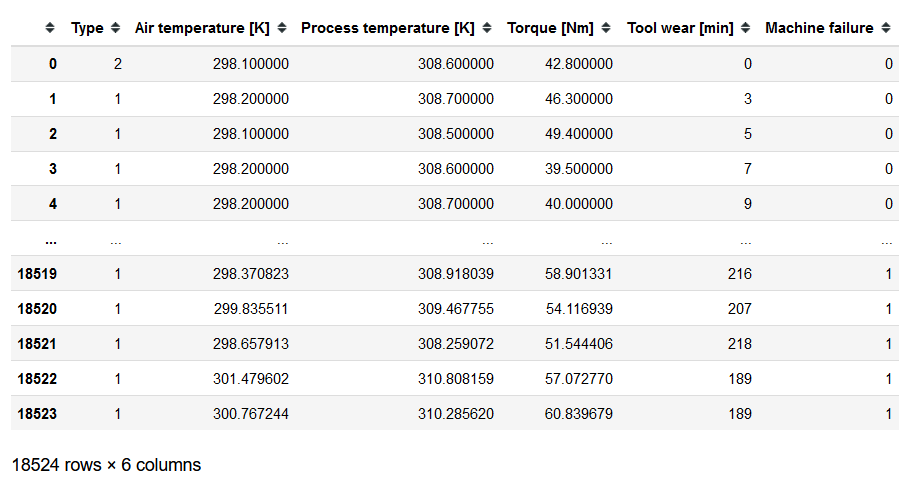 Type Air temperature [K] Process temperature [K] Torque [Nm] Tool wear [min] Machine failure
0 2 298.100000 308.600000 42.800000 0 0
1 1 298.200000 308.700000 46.300000 3 0
2 1 298.100000 308.500000 49.400000 5 0
3 1 298.200000 308.600000 39.500000 7 0
4 1 298.200000 308.700000 40.000000 9 0
... ... ... ... ... ... ...
18519 1 298.370823 308.918039 58.901331 216 1
18520 1 299.835511 309.467755 54.116939 207 1
18521 1 298.657913 308.259072 51.544406 218 1
18522 1 301.479602 310.808159 57.072770 189 1
18523 1 300.767244 310.285620 60.839679 189 1
18524 rows × 6 columns